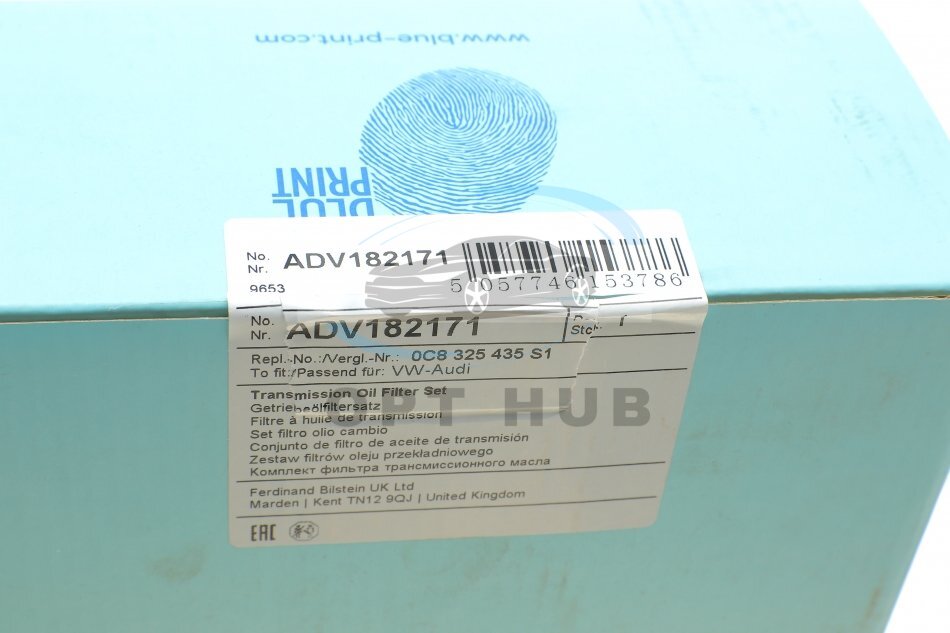 www.blue-print.com
BLUE
PRINT
No. ADV182171
Nr.
9653
5 057746 153786
No. ADV182171
Nr.
Repl.-No.:/Vergl.-Nr.: 0C8 325 435 S1
To fit:/Passend für: VW-Audi
Transmission Oil Filter Set
Getriebeölfiltersatz
Filtre à huile de transmission
Set filtro olio cambio
Conjunto de filtro de aceite de transmisión
Zestaw filtrów oleju przekładniowego
Комплект фильтра трансмиссионного масла
Ferdinand Bilstein UK Ltd
Marden | Kent TN12 9QJ | United Kingdom
EAC
OPT HUB